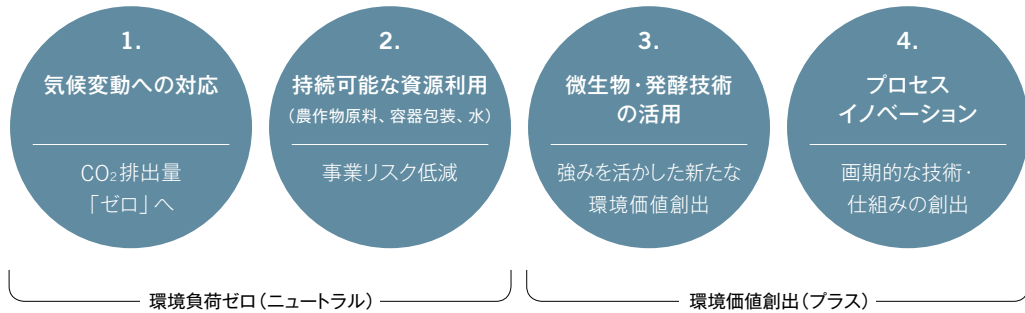 1.
気候変動への対応
CO₂排出量
「ゼロ」へ
2.
持続可能な資源利用
（農作物原料、容器包装、水）
事業リスク低減
3.
微生物・発酵技術
の活用
強みを活かした新たな
環境価値創出
4.
プロセス
イノベーション
画期的な技術・
仕組みの創出
環境負荷ゼロ（ニュートラル）
環境価値創出（プラス）